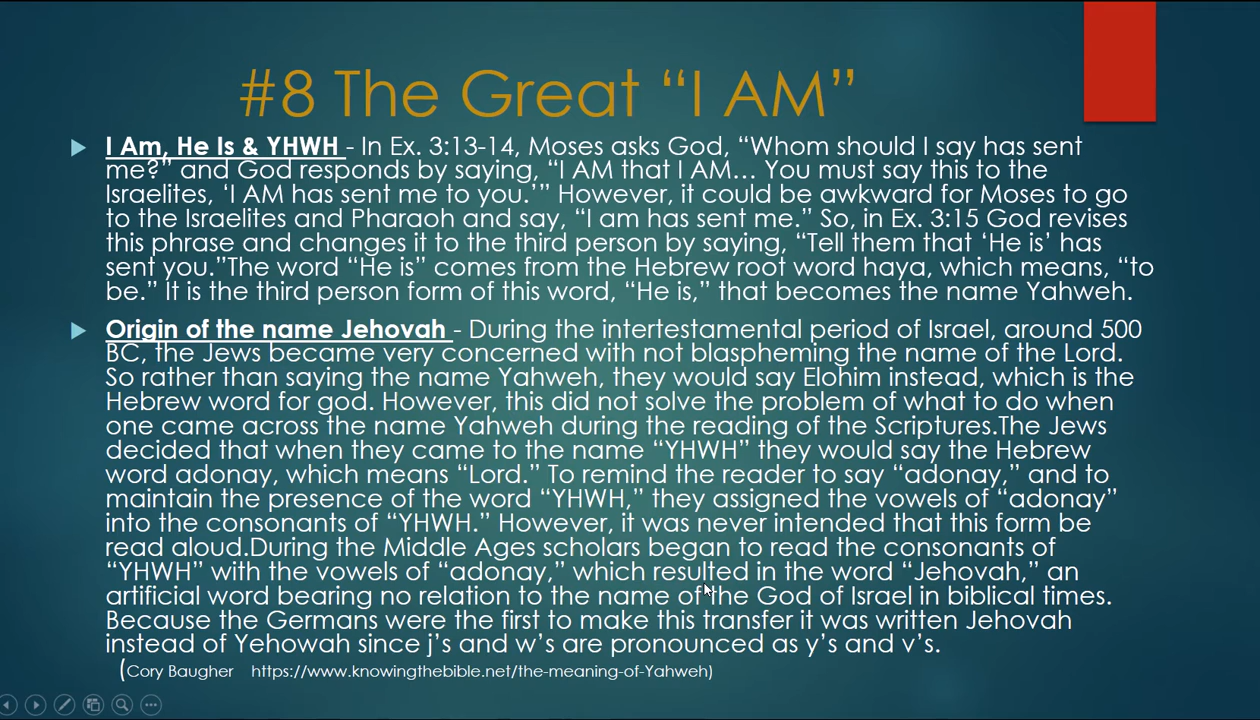 #8 The Great “I AM”
I Am, He Is & YHWH - In Ex. 3:13-14, Moses asks God, “Whom should I say has sent
me?” and God responds by saying, “I AM that I AM… You must say this to the
Israelites, ‘I AM has sent me to you.’” However, it could be awkward for Moses to go
to the Israelites and Pharaoh and say, “I am has sent me.” So, in Ex. 3:15 God revises
this phrase and changes it to the third person by saying, “Tell them that ‘He is’ has
sent you.”The word “He is” comes from the Hebrew root word haya, which means, “to
be.” It is the third person form of this word, “He is,” that becomes the name Yahweh.
Origin of the name Jehovah - During the intertestamental period of Israel, around 500
BC, the Jews became very concerned with not blaspheming the name of the Lord.
So rather than saying the name Yahweh, they would say Elohim instead, which is the
Hebrew word for god. However, this did not solve the problem of what to do when
one came across the name Yahweh during the reading of the Scriptures.The Jews
decided that when they came to the name “YHWH” they would say the Hebrew
word adonay, which means “Lord.” To remind the reader to say “adonay,” and to
maintain the presence of the word “YHWH,” they assigned the vowels of “adonay”
into the consonants of “YHWH.” However, it was never intended that this form be
read aloud.During the Middle Ages scholars began to read the consonants of
“YHWH” with the vowels of “adonay,” which resulted in the word “Jehovah,” an
artificial word bearing no relation to the name of the God of Israel in biblical times.
Because the Germans were the first to make this transfer it was written Jehovah
instead of Yehowah since j’s and w’s are pronounced as y’s and v’s.
(Cory Baugher https://www.knowingthebible.net/the-meaning-of-Yahweh)